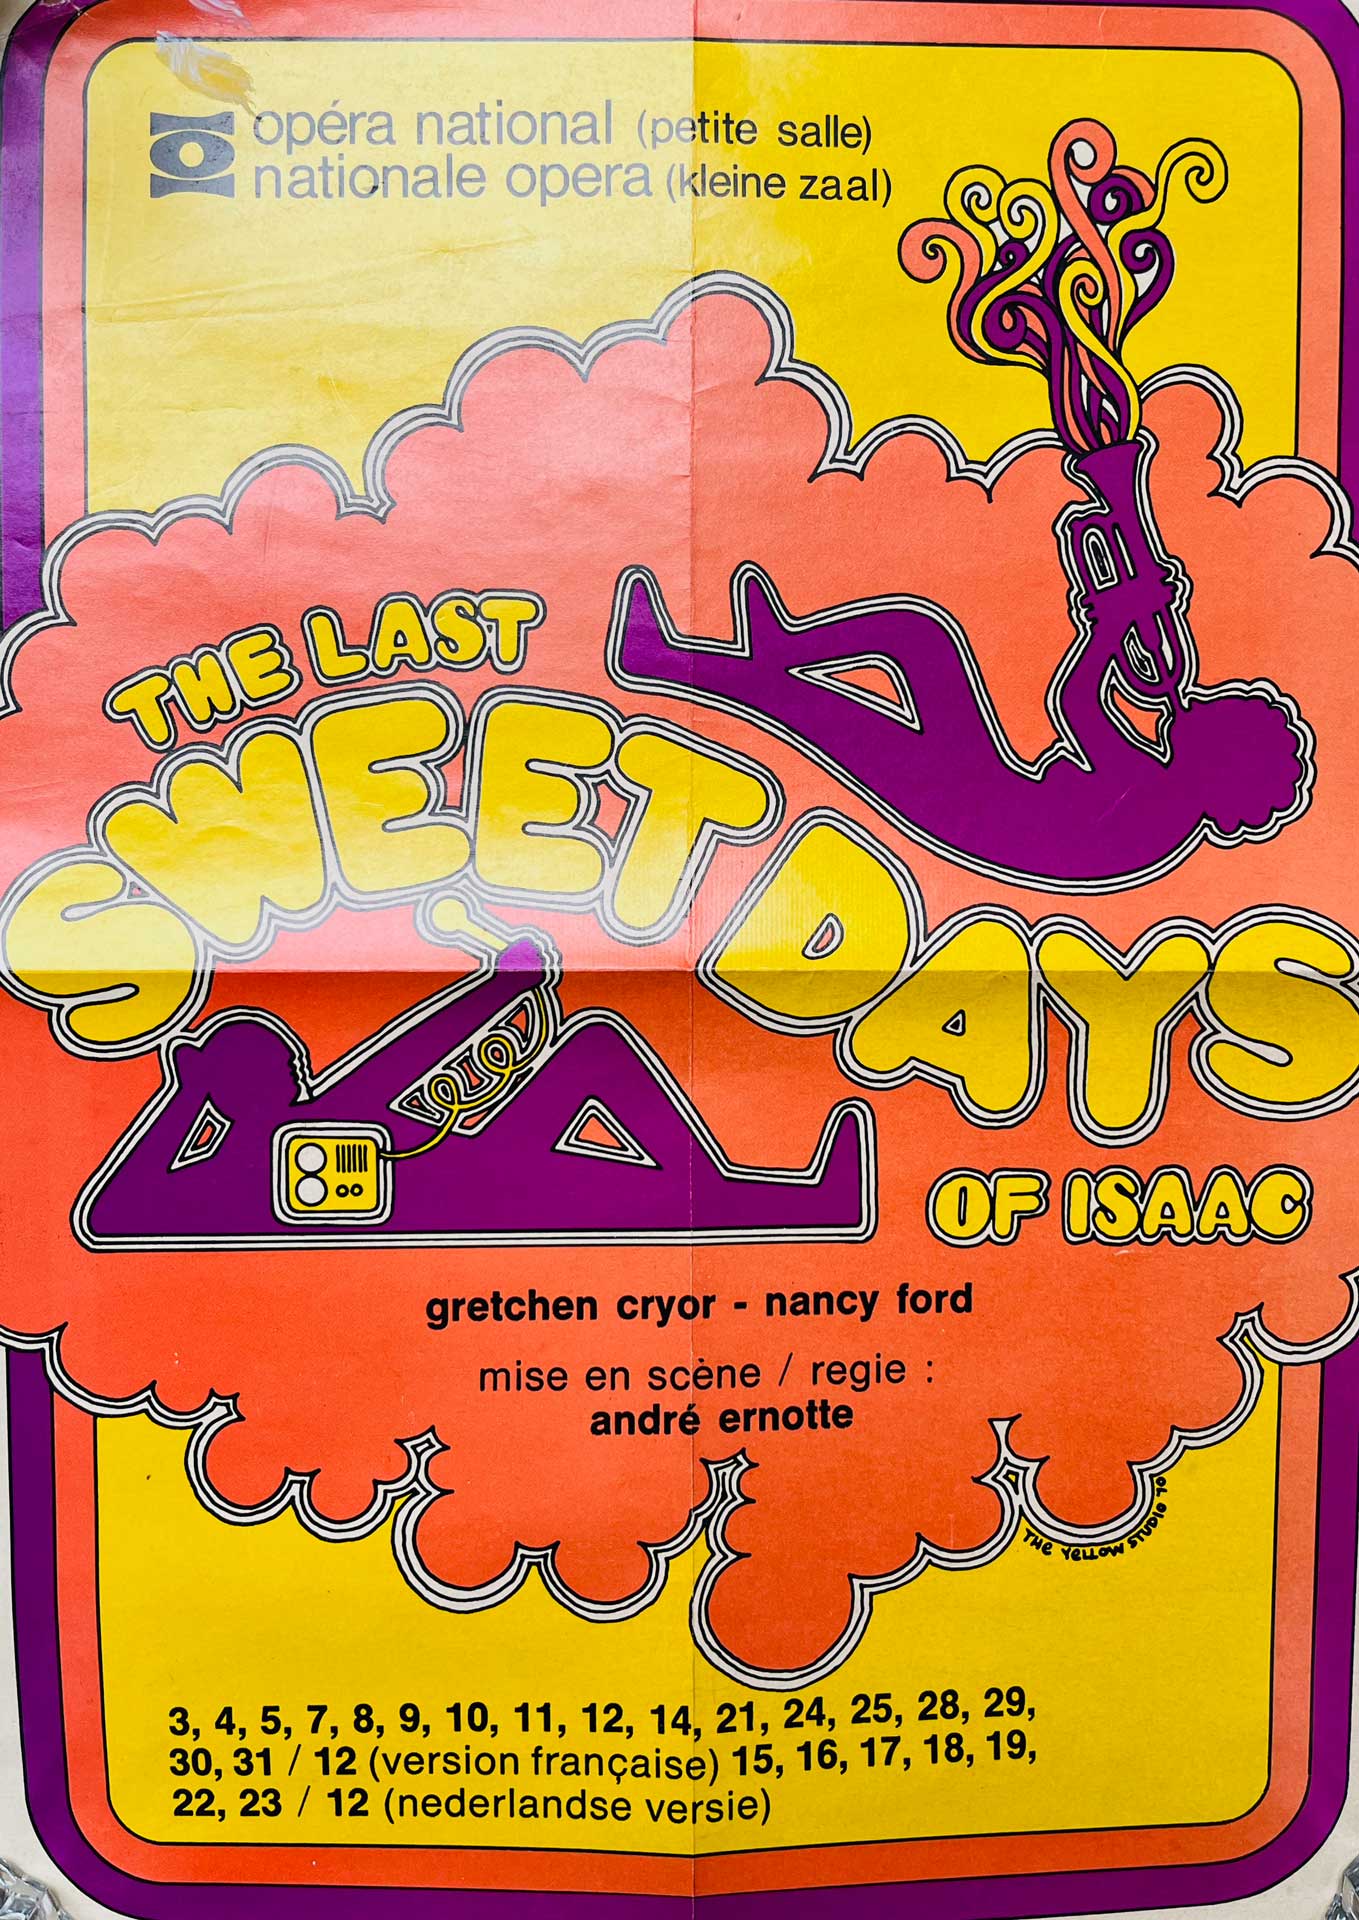 opéra national (petite salle)
nationale opera (kleine zaal)
THE LAST
SWEET DAYS
OF ISAAC
gretchen cryor - nancy ford
mise en scène / regie :
andré ernotte
THE YELLOW STUDIO 70
3, 4, 5, 7, 8, 9, 10, 11, 12, 14, 21, 24, 25, 28, 29,
30, 31 / 12 (version française) 15, 16, 17, 18, 19,
22, 23 / 12 (nederlandse versie)